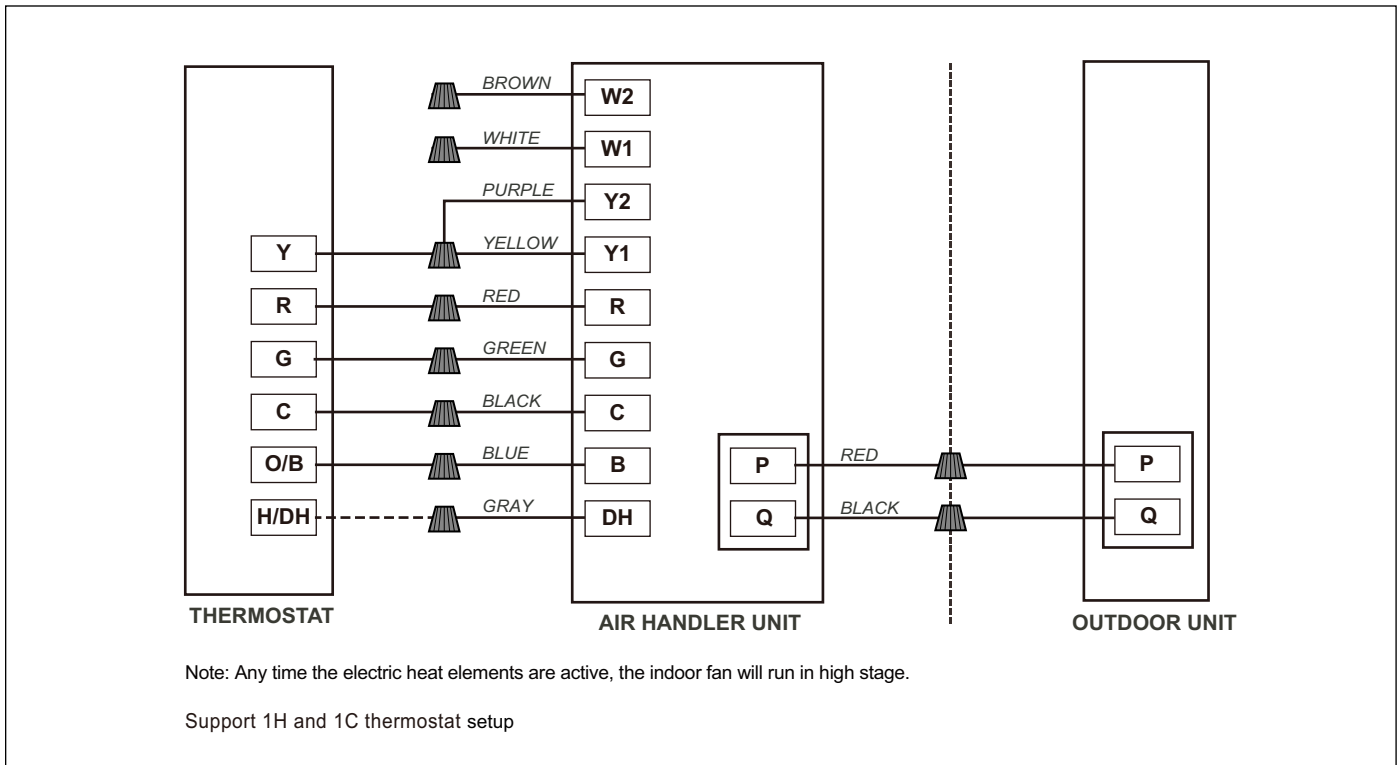 BROWN
W2
WHITE
W1
PURPLE
Y2
Y YELLOW Y1
R RED R
G GREEN G
C BLACK C
O/B BLUE B P RED P
H/DH GRAY DH Q BLACK Q
THERMOSTAT AIR HANDLER UNIT OUTDOOR UNIT
Note: Any time the electric heat elements are active, the indoor fan will run in high stage.
Support 1H and 1C thermostat setup